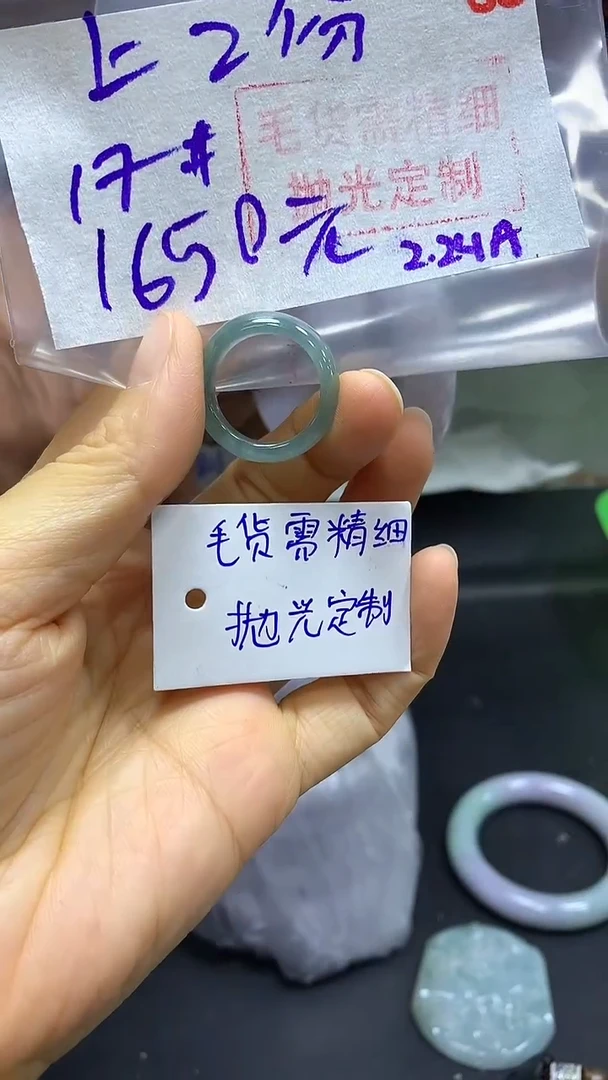 上2份
17#
毛货需精细
抛光定制
1650元
2.24A
毛货需精细
抛光定制